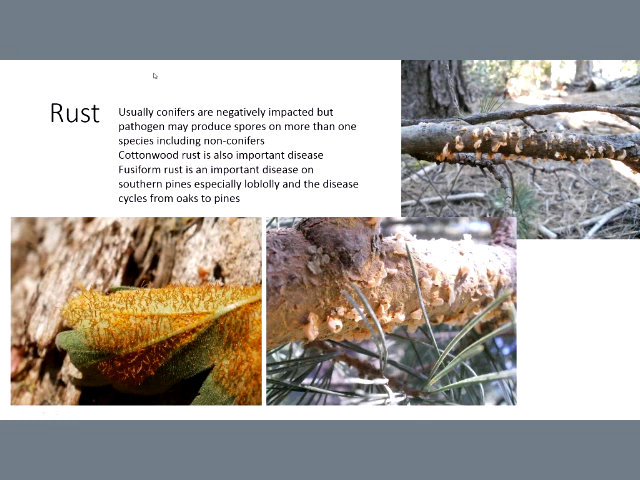 Rust
Usually conifers are negatively impacted but
pathogen may produce spores on more than one
species including non-conifers
Cottonwood rust is also important disease
Fusiform rust is an important disease on
southern pines especially loblolly and the disease
cycles from oaks to pines